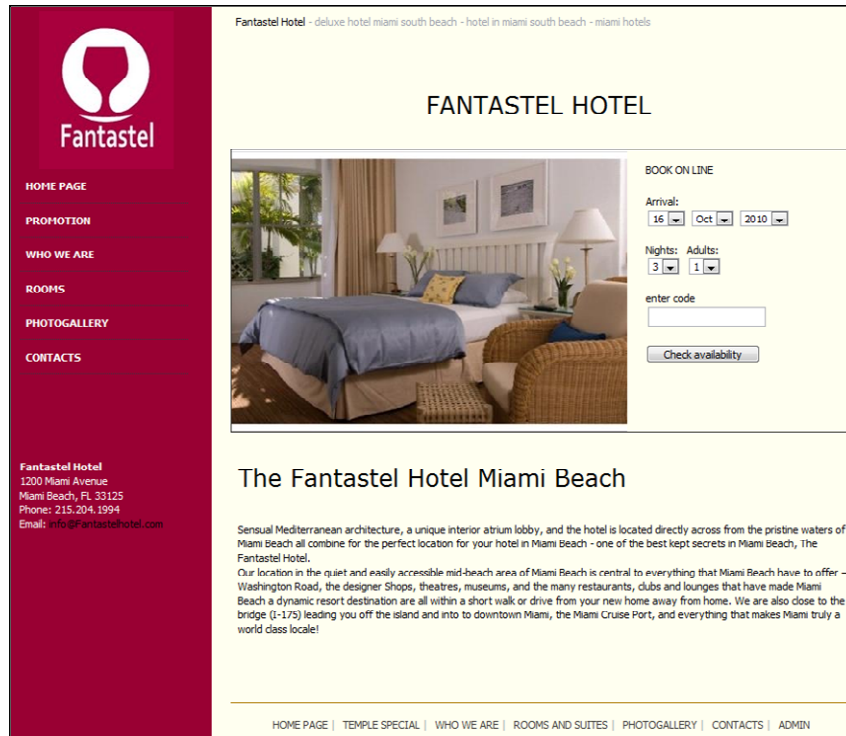 Fantastel Hotel - deluxe hotel miami south beach - hotel in miami south beach - miami hotels
Fantastel
FANTASTEL HOTEL
HOME PAGE
PROMOTION
WHO WE ARE
ROOMS
PHOTOGALLERY
CONTACTS
BOOK ON LINE
Arrival:
16 Oct 2010
Nights: Adults:
3 1
enter code
Check availability
Fantastel Hotel
1200 Miami Avenue
Miami Beach, FL 33125
Phone: 215.204.1994
Email: info@Fantastelhotel.com
The Fantastel Hotel Miami Beach
Sensual Mediterranean architecture, a unique interior atrium lobby, and the hotel is located directly across from the pristine waters of
Miami Beach all combine for the perfect location for your hotel in Miami Beach - one of the best kept secrets in Miami Beach, The
Fantastel Hotel.
Our location in the quiet and easily accessible mid-beach area of Miami Beach is central to everything that Miami Beach have to offer –
Washington Road, the designer Shops, theatres, museums, and the many restaurants, clubs and lounges that have made Miami
Beach a dynamic resort destination are all within a short walk or drive from your new home away from home. We are also close to the
bridge (I-175) leading you off the island and into to downtown Miami, the Miami Cruise Port, and everything that makes Miami truly a
world class locale!
HOME PAGE | TEMPLE SPECIAL | WHO WE ARE | ROOMS AND SUITES | PHOTOGALLERY | CONTACTS | ADMIN